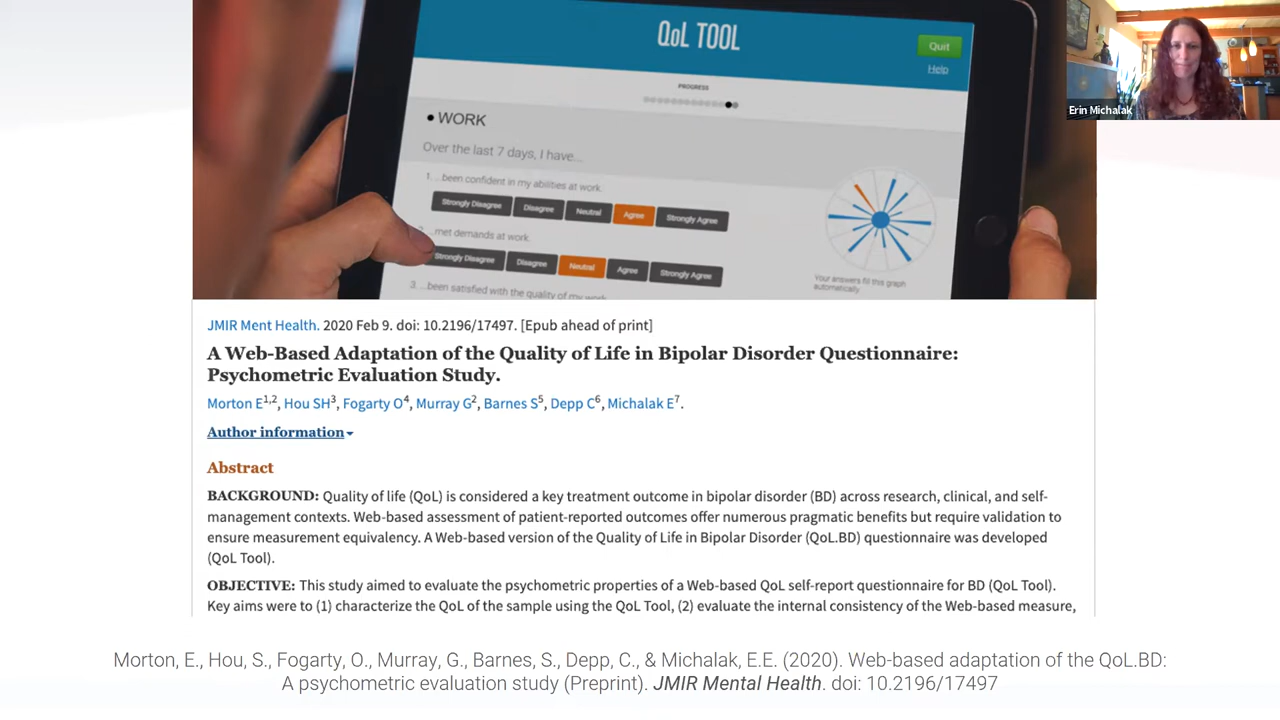 QoL TOOL
Quit
Help
PROGRESS
• WORK
Over the last 7 days, I have...
1. ...been confident in my abilities at work.
Strongly Disagree Disagree Neutral Agree Strongly Agree
...met demands at work.
Strongly Disagree Disagree Neutral Agree Strongly Agree
3. ...been satisfied with the quality of my work
Your answers fill this graph
automatically.
Erin Michalak
JMIR Ment Health. 2020 Feb 9. doi: 10.2196/17497. [Epub ahead of print]
A Web-Based Adaptation of the Quality of Life in Bipolar Disorder Questionnaire:
Psychometric Evaluation Study.
Morton E1,2, Hou SH3, Fogarty O4, Murray G2, Barnes S5, Depp C6, Michalak E7.
Author information
Abstract
BACKGROUND: Quality of life (QoL) is considered a key treatment outcome in bipolar disorder (BD) across research, clinical, and self-
management contexts. Web-based assessment of patient-reported outcomes offer numerous pragmatic benefits but require validation to
ensure measurement equivalency. A Web-based version of the Quality of Life in Bipolar Disorder (QoL.BD) questionnaire was developed
(QoL Tool).
OBJECTIVE: This study aimed to evaluate the psychometric properties of a Web-based QoL self-report questionnaire for BD (QoL Tool).
Key aims were to (1) characterize the QoL of the sample using the QoL Tool, (2) evaluate the internal consistency of the Web-based measure,
Morton, E., Hou, S., Fogarty, O., Murray, G., Barnes, S., Depp, C., & Michalak, E.E. (2020). Web-based adaptation of the QoL.BD:
A psychometric evaluation study (Preprint). JMIR Mental Health. doi: 10.2196/17497